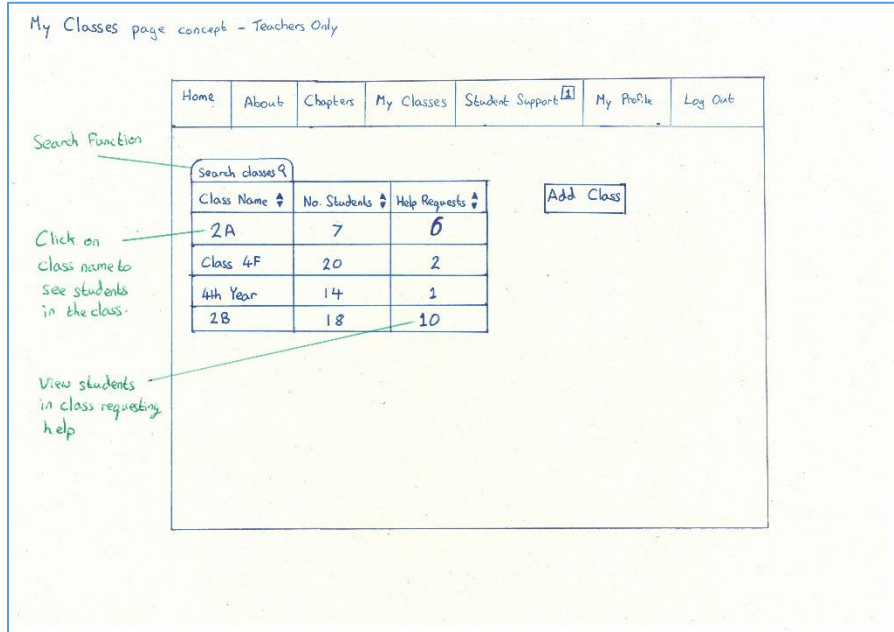 My Classes page concept - Teachers Only
Home About Chapters My Classes Student Support 1 My Profile Log Out
Search Function
Search classes
Class Name No. Students Help Requests
Add Class
2A 7 6
Click on
class name to
see students
in the class.
Class 4F 20 2
4th Year 14 1
2B 18 10
View students
in class requesting
help